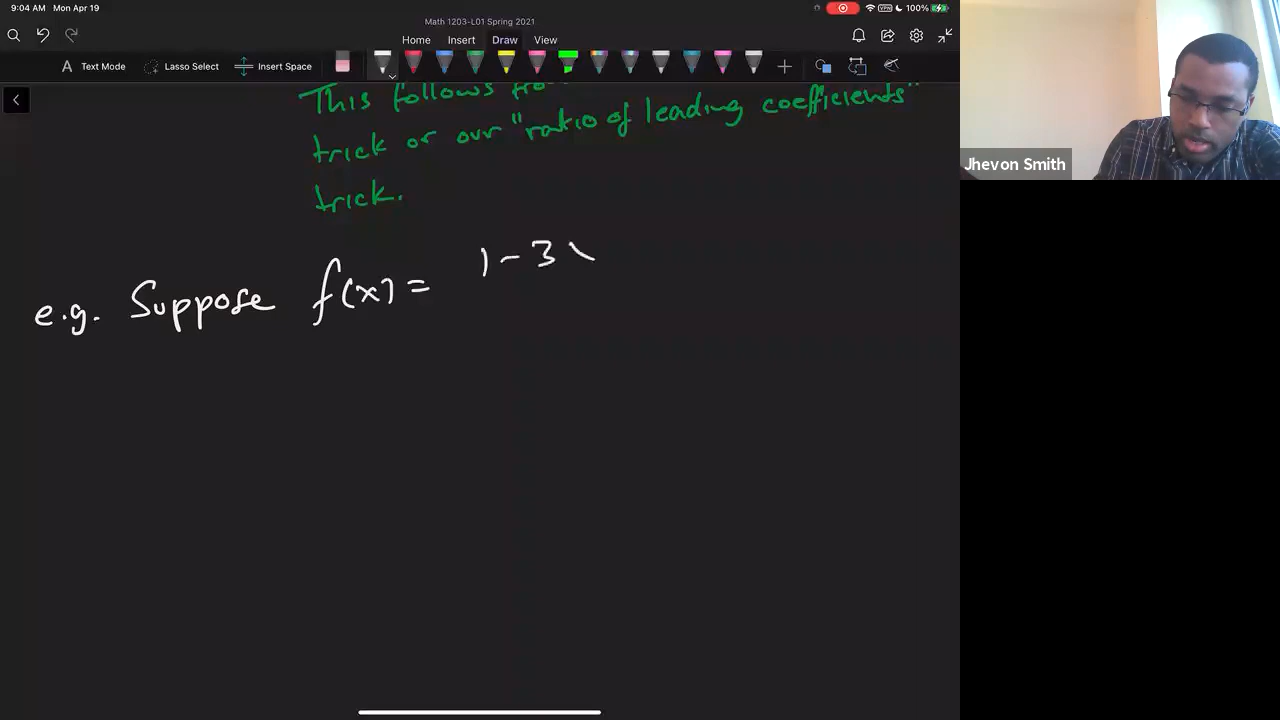 9:04 AM Mon Apr 19
VPN 100%
Math 1203-L01 Spring 2021
Home Insert Draw View
A Text Mode Lasso Select Insert Space
This follows
trick or our "ratio of leading coefficients"
trick.
Jhevon Smith
e.g. Suppose f(x) = 1 - 3